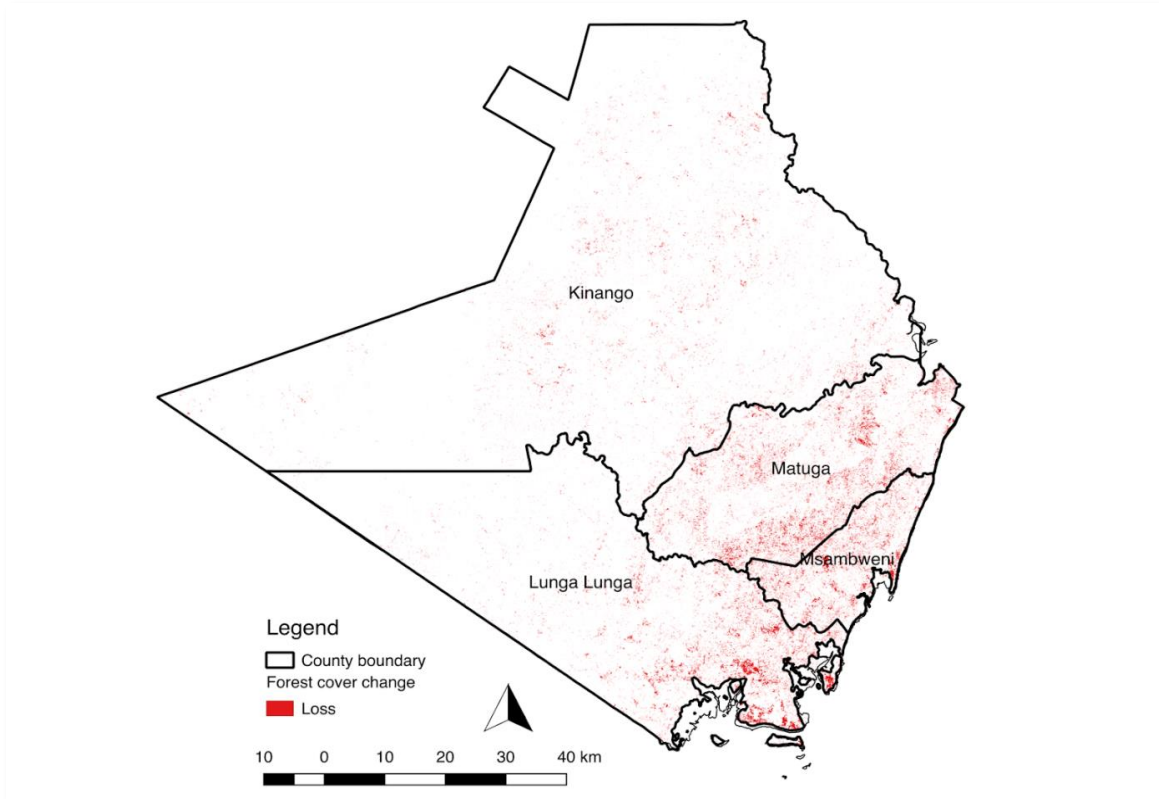 Kinango
Matuga
Msambweni
Lunga Lunga
Legend
County boundary
Forest cover change
Loss
10 0 10 20 30 40 km